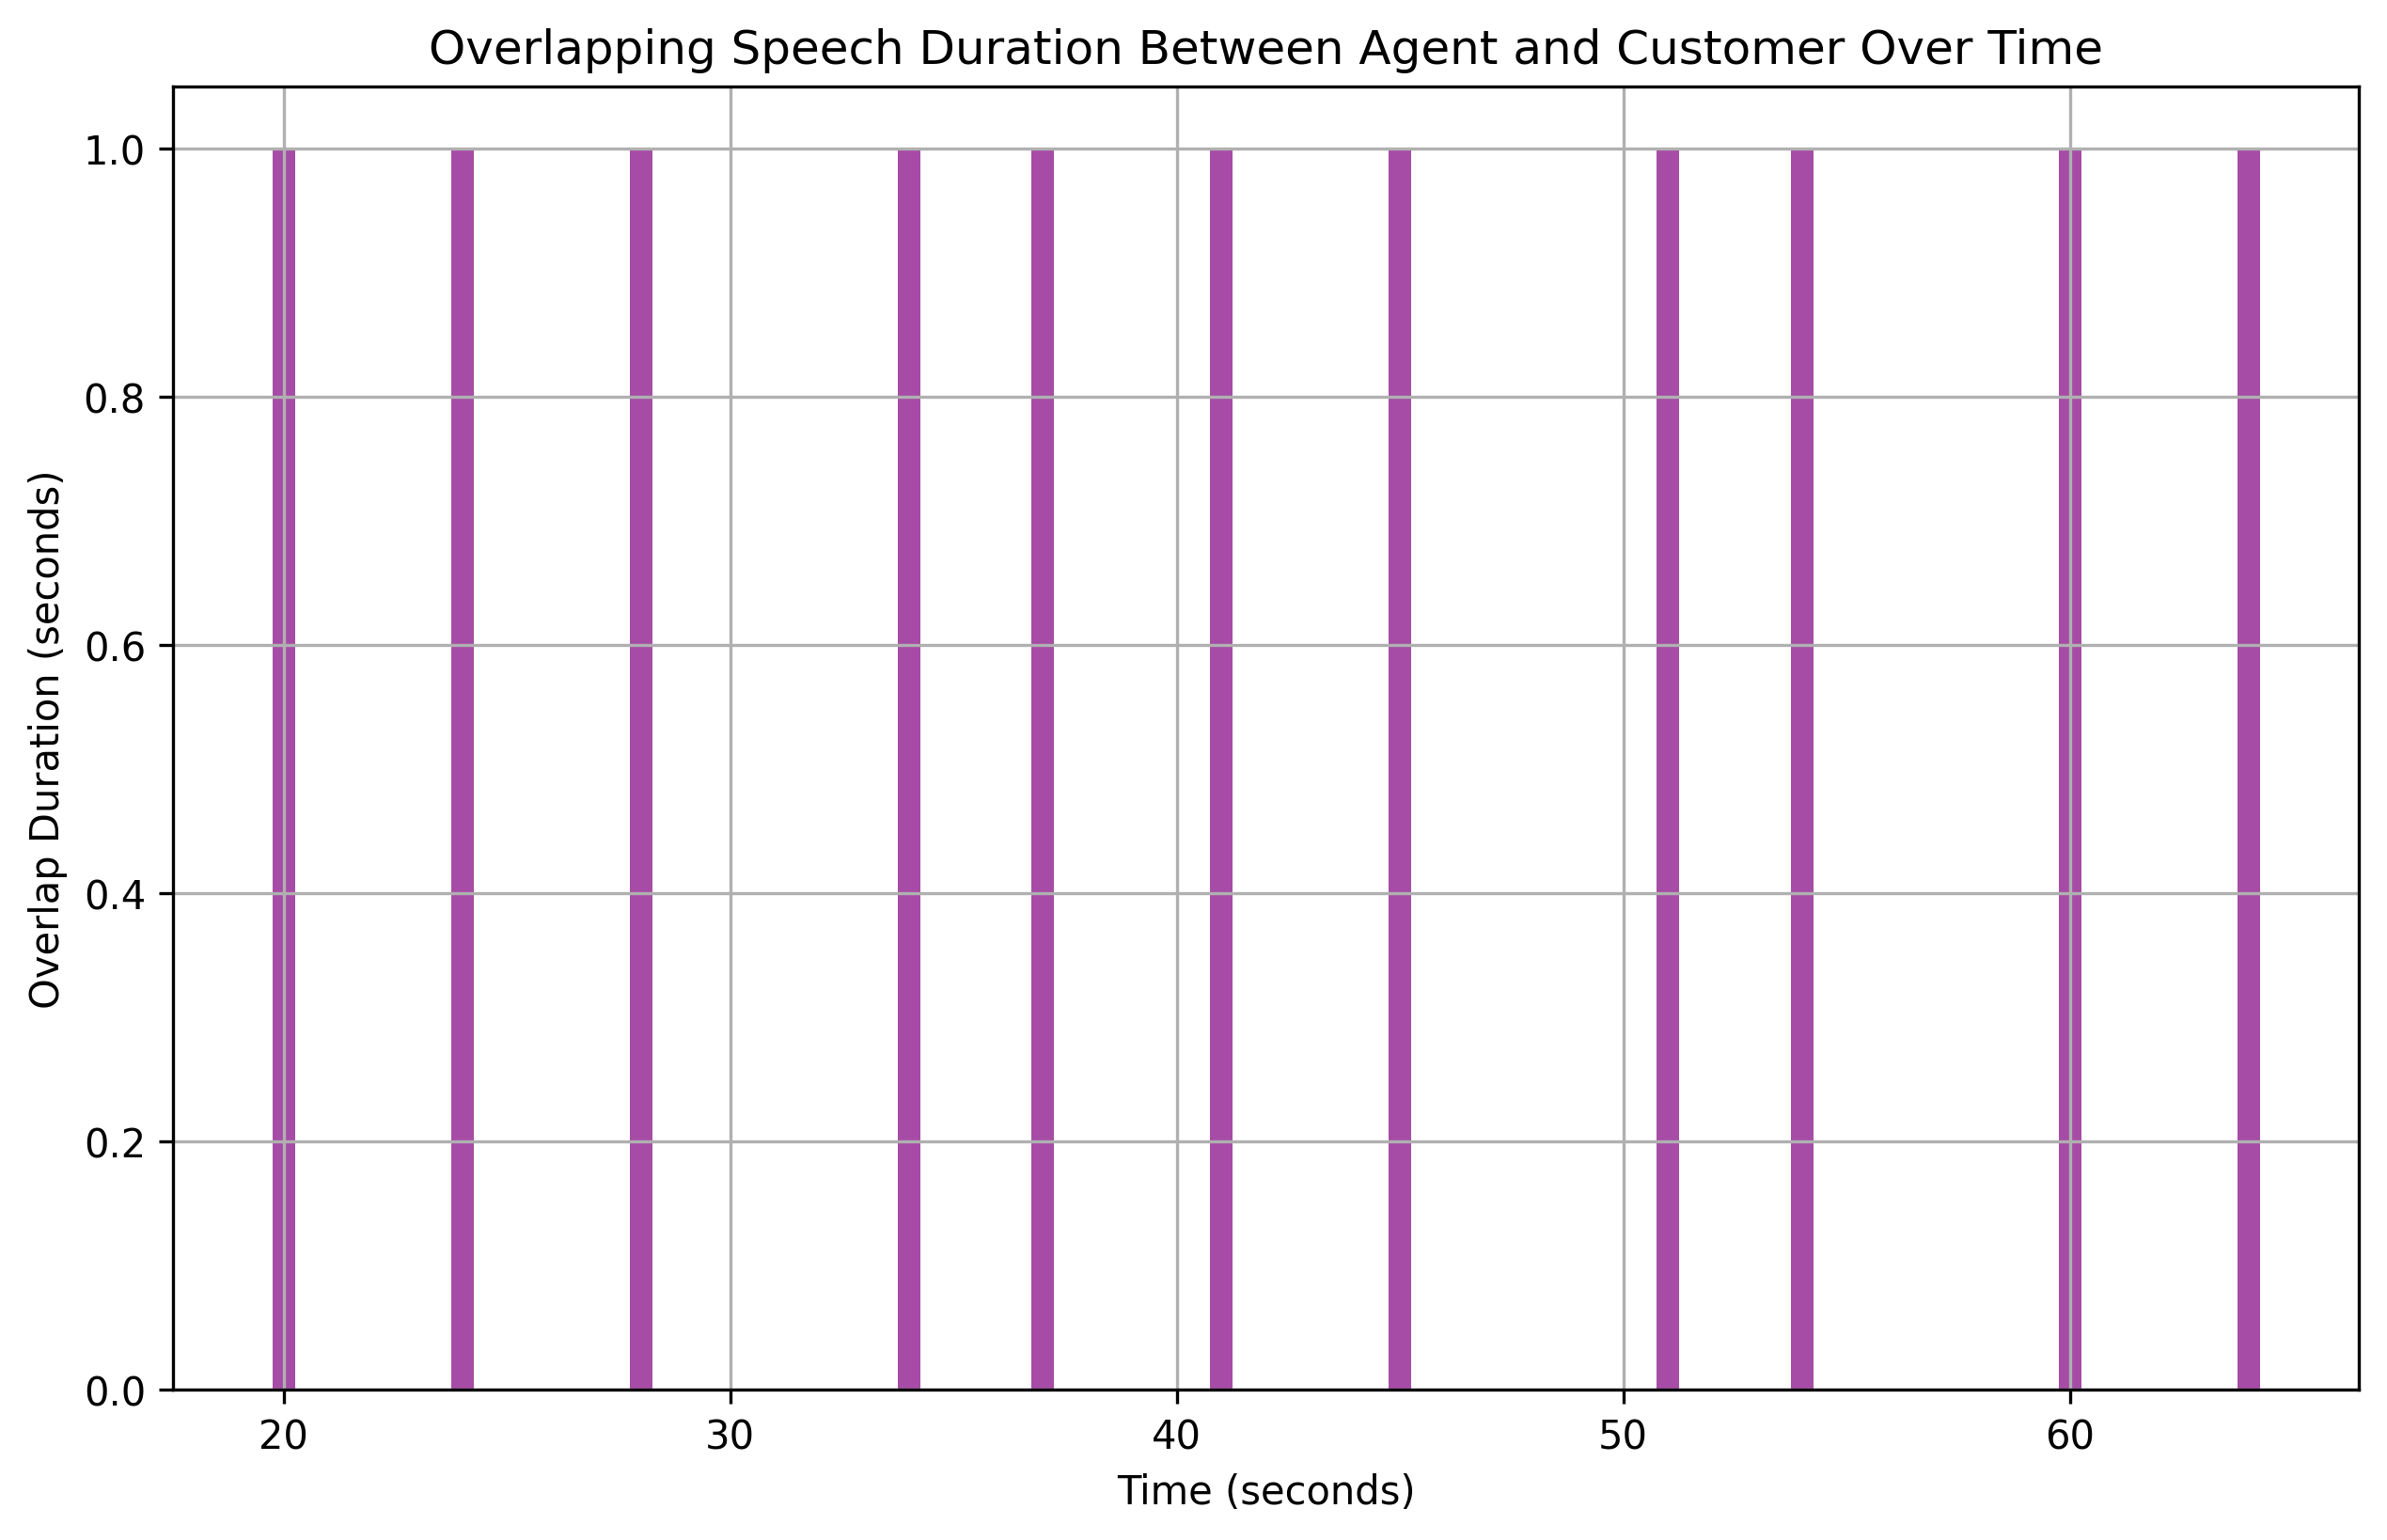 Overlapping Speech Duration Between Agent and Customer Over Time
Overlap Duration (seconds)
1.0
0.8
0.6
0.4
0.2
0.0
20 30 40 50 60
Time (seconds)